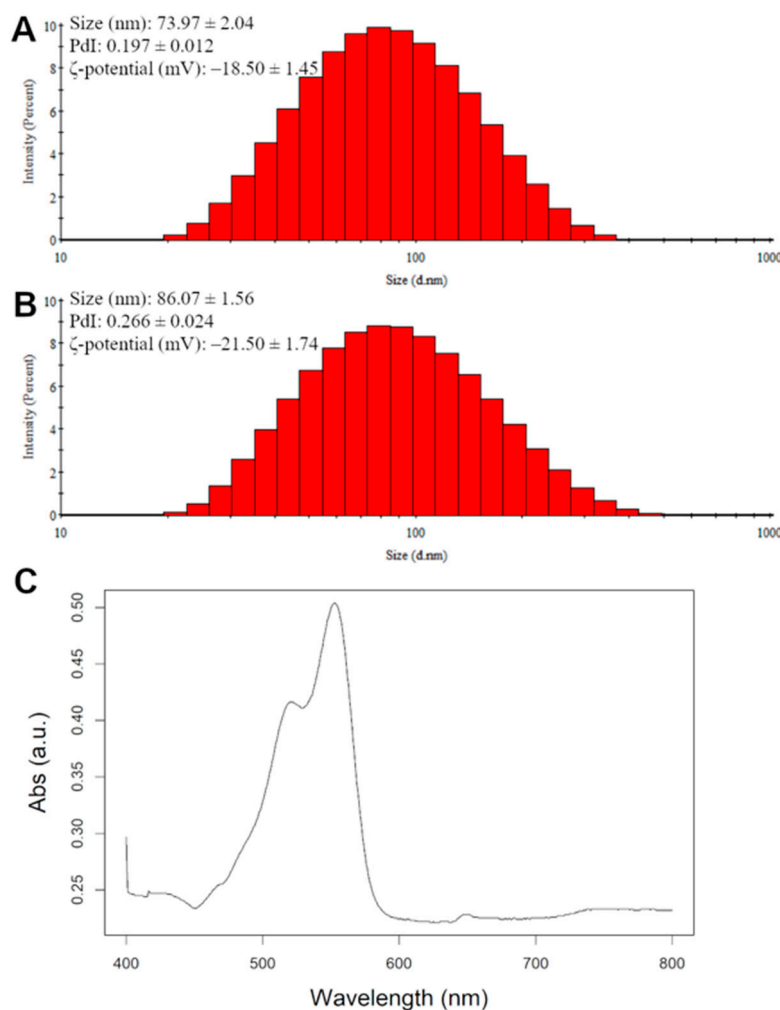 A
Size (nm): 73.97 ± 2.04
PdI: 0.197 ± 0.012
ζ-potential (mV): −18.50 ± 1.45
Intensity (Percent)
10
8
6
4
2
0
10
100
1000
Size (d.nm)
B
Size (nm): 86.07 ± 1.56
PdI: 0.266 ± 0.024
ζ-potential (mV): −21.50 ± 1.74
Intensity (Percent)
10
8
6
4
2
0
10
100
1000
Size (d.nm)
C
Abs (a.u.)
0.50
0.45
0.40
0.35
0.30
0.25
400
500
600
700
800
Wavelength (nm)